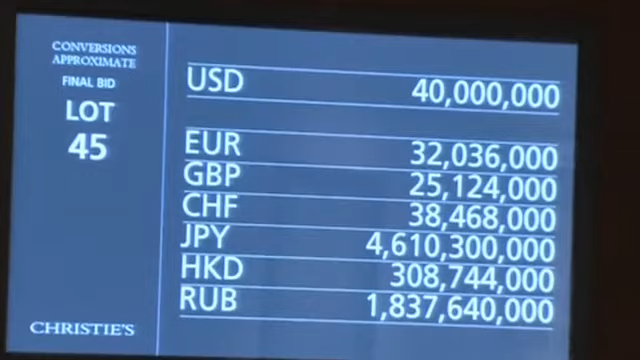 CONVERSIONS
APPROXIMATE
FINAL BID
LOT
45
CHRISTIE'S
USD 40,000,000
EUR 32,036,000
GBP 25,124,000
CHF 38,468,000
JPY 4,610,300,000
HKD 308,744,000
RUB 1,837,640,000